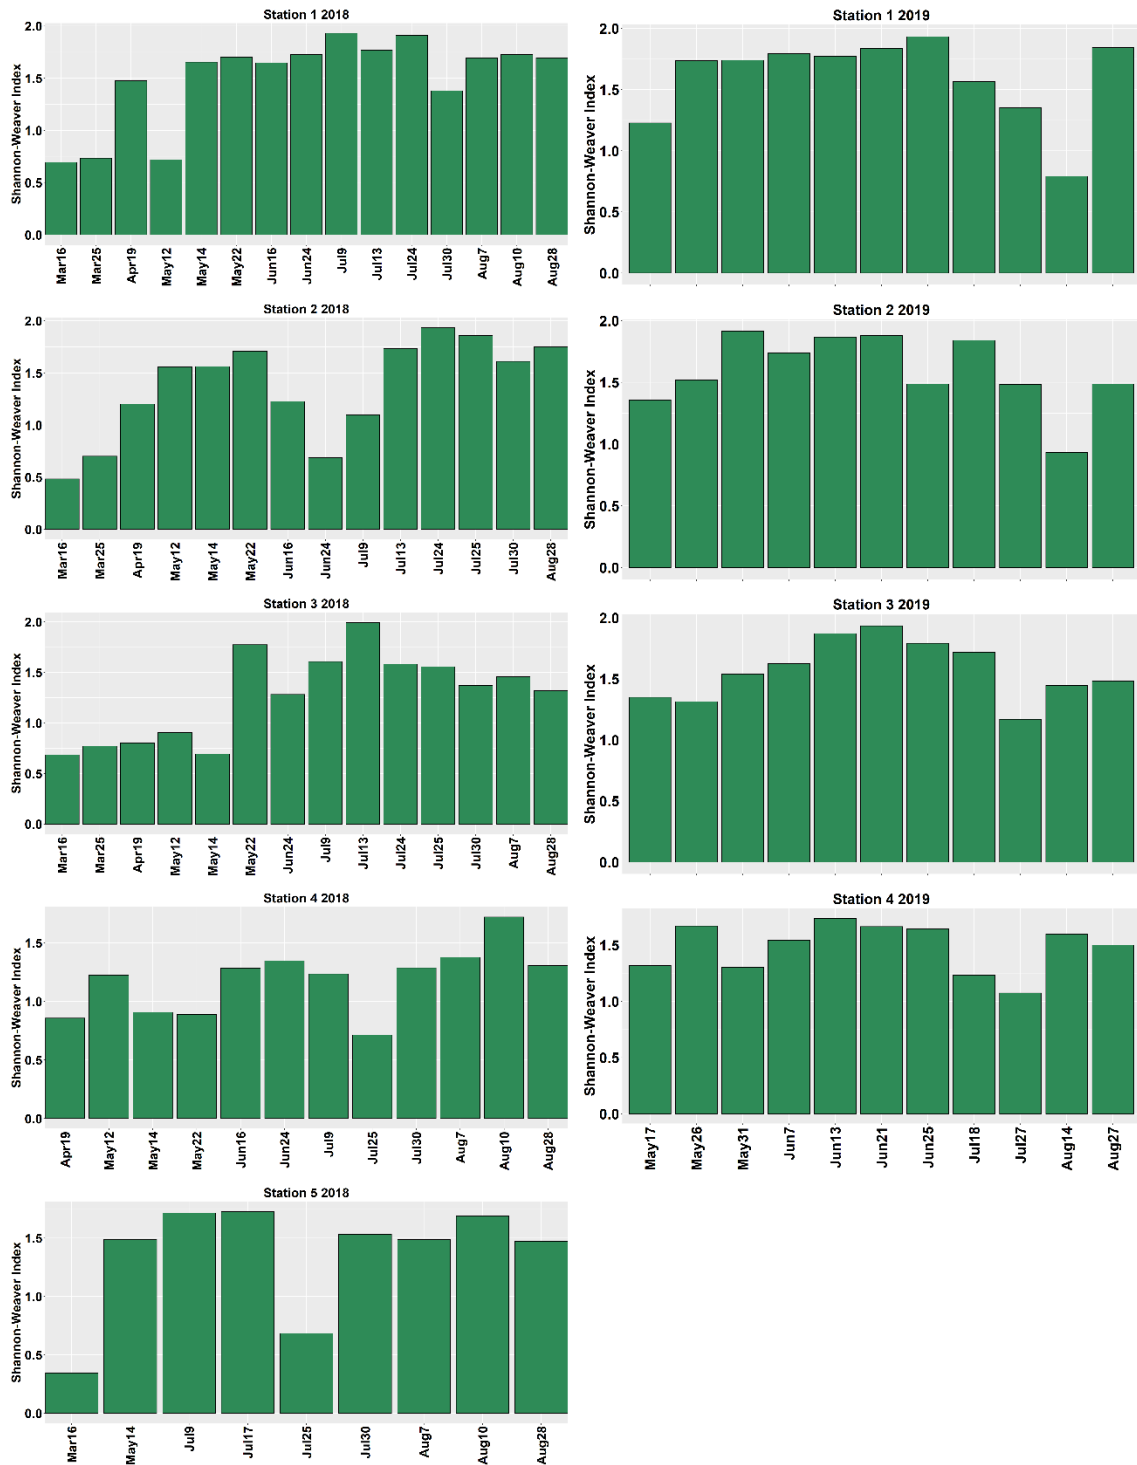 Station 1 2018
Shannon-Weaver Index
2.0
1.5
1.0
0.5
0.0
Mar16 Mar25 Apr19 May12 May14 May22 Jun16 Jun24 Jul9 Jul13 Jul24 Jul30 Aug7 Aug10 Aug28
Station 1 2019
Shannon-Weaver Index
2.0
1.5
1.0
0.5
0.0
Station 2 2018
Shannon-Weaver Index
2.0
1.5
1.0
0.5
0.0
Mar16 Mar25 Apr19 May12 May14 May22 Jun16 Jun24 Jul9 Jul13 Jul24 Jul25 Jul30 Aug28
Station 2 2019
Shannon-Weaver Index
2.0
1.5
1.0
0.5
0.0
Station 3 2018
Shannon-Weaver Index
2.0
1.5
1.0
0.5
0.0
Mar16 Mar25 Apr19 May12 May14 May22 Jun24 Jul9 Jul13 Jul24 Jul25 Jul30 Aug7 Aug28
Station 3 2019
Shannon-Weaver Index
2.0
1.5
1.0
0.5
0.0
Station 4 2018
Shannon-Weaver Index
1.5
1.0
0.5
0.0
Apr19 May12 May14 May22 Jun16 Jun24 Jul9 Jul25 Jul30 Aug7 Aug10 Aug28
Station 4 2019
Shannon-Weaver Index
1.5
1.0
0.5
0.0
May17 May26 May31 Jun7 Jun13 Jun21 Jun25 Jul18 Jul27 Aug14 Aug27
Station 5 2018
Shannon-Weaver Index
1.5
1.0
0.5
0.0
Mar16 May14 Jul9 Jul17 Jul25 Jul30 Aug7 Aug10 Aug28